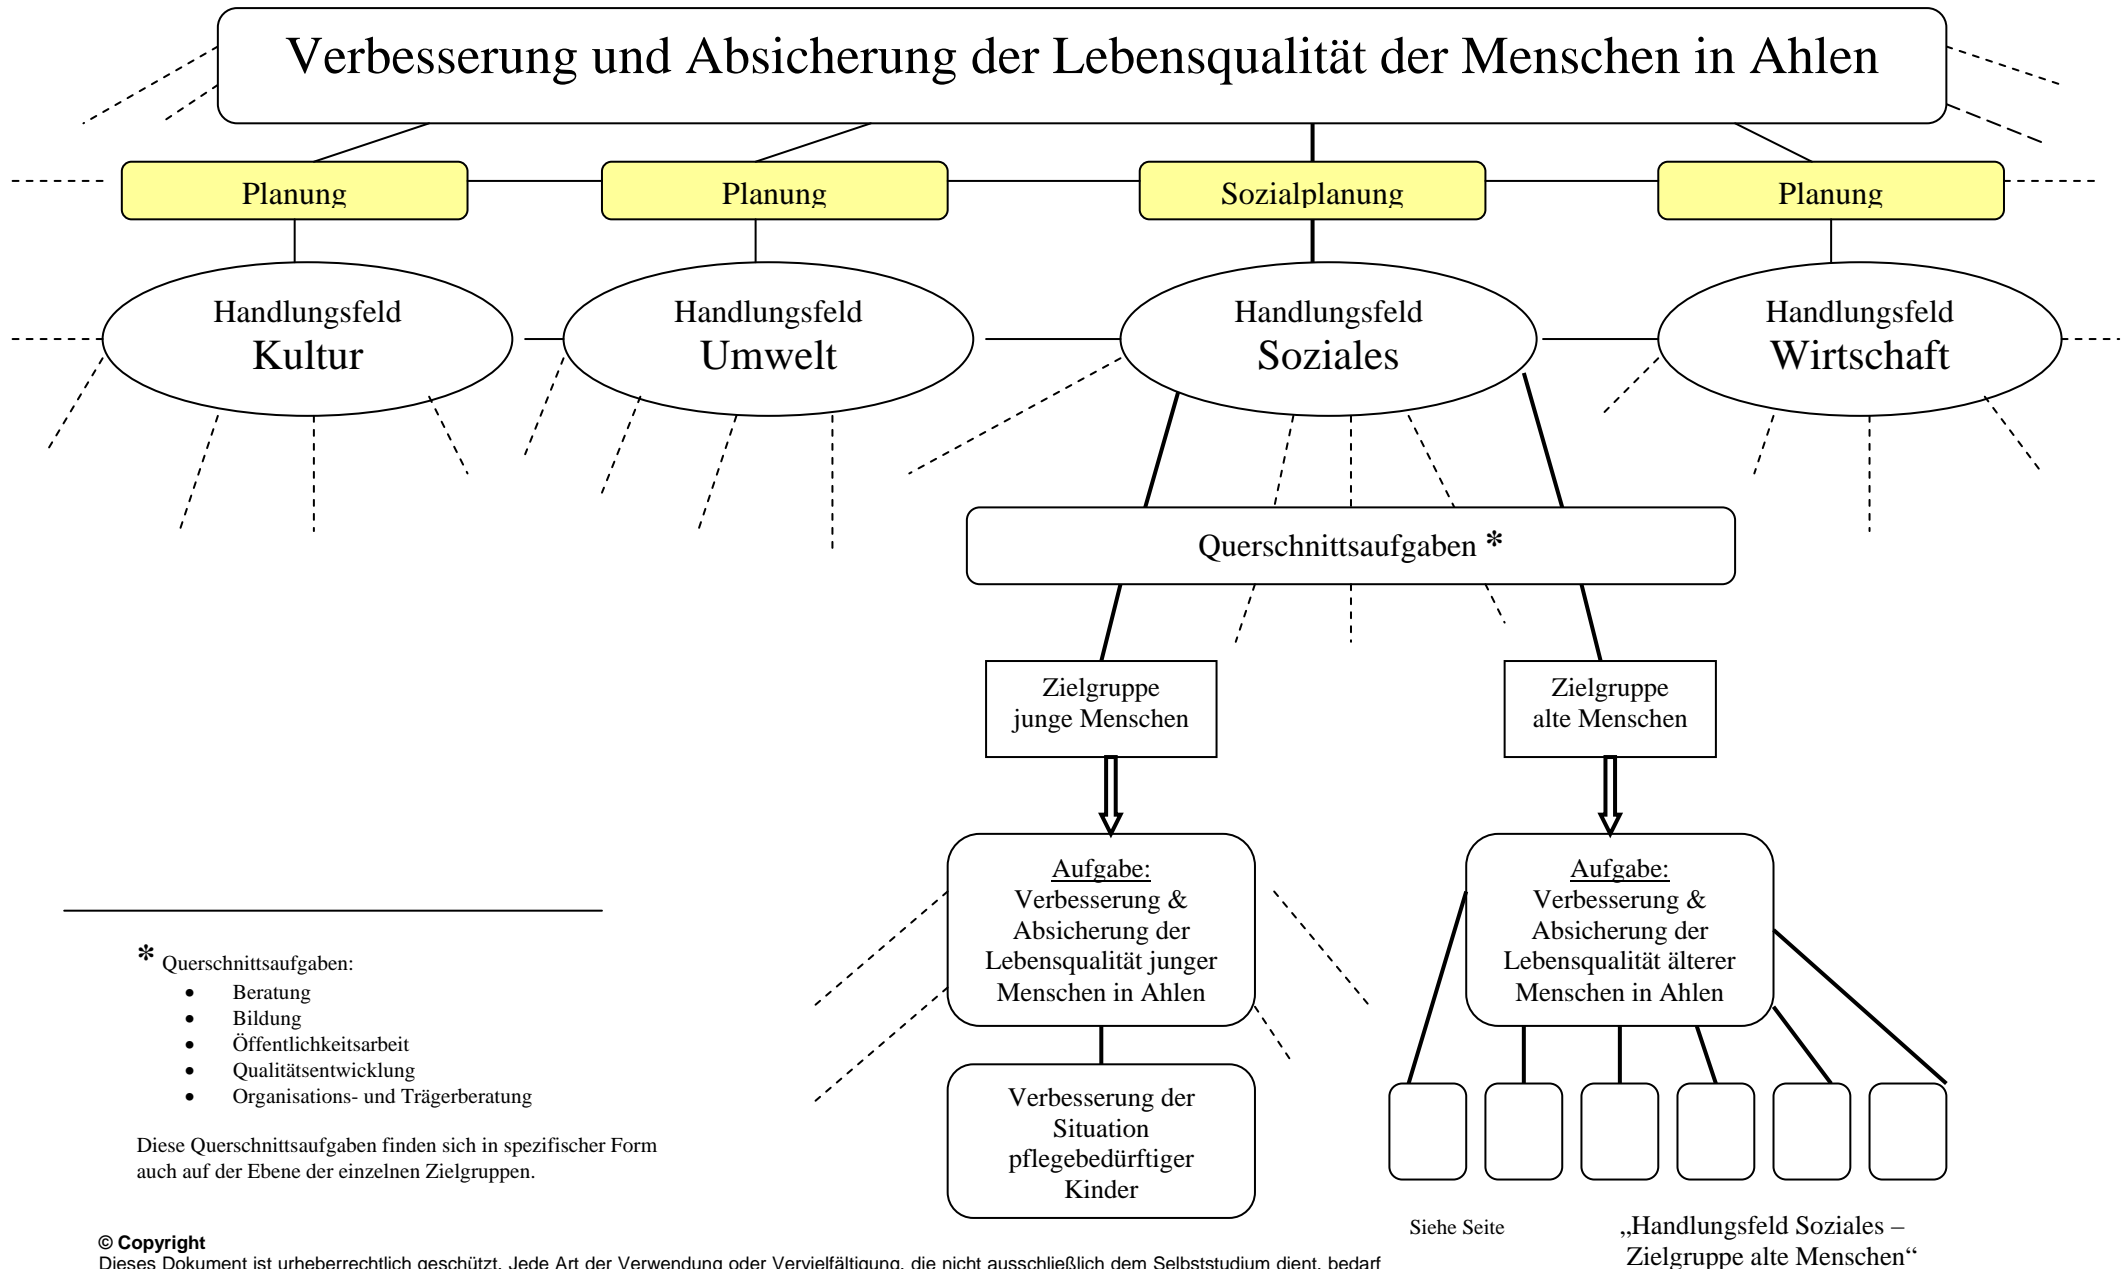 Verbesserung und Absicherung der Lebensqualität der Menschen in Ahlen
Planung
Planung
Sozialplanung
Planung
Handlungsfeld
Kultur
Handlungsfeld
Umwelt
Handlungsfeld
Soziales
Handlungsfeld
Wirtschaft
Querschnittsaufgaben *
Zielgruppe
junge Menschen
Zielgruppe
alte Menschen
Aufgabe:
Verbesserung &
Absicherung der
Lebensqualität junger
Menschen in Ahlen
Aufgabe:
Verbesserung &
Absicherung der
Lebensqualität älterer
Menschen in Ahlen
Verbesserung der
Situation
pflegebedürftiger
Kinder
* Querschnittsaufgaben:
• Beratung
• Bildung
• Öffentlichkeitsarbeit
• Qualitätsentwicklung
• Organisations- und Trägerberatung
Diese Querschnittsaufgaben finden sich in spezifischer Form
auch auf der Ebene der einzelnen Zielgruppen.
Siehe Seite
„Handlungsfeld Soziales –
Zielgruppe alte Menschen“
© Copyright
Dieses Dokument ist urheberrechtlich geschützt. Jede Art der Verwendung oder Vervielfältigung, die nicht ausschließlich dem Selbststudium dient, bedarf